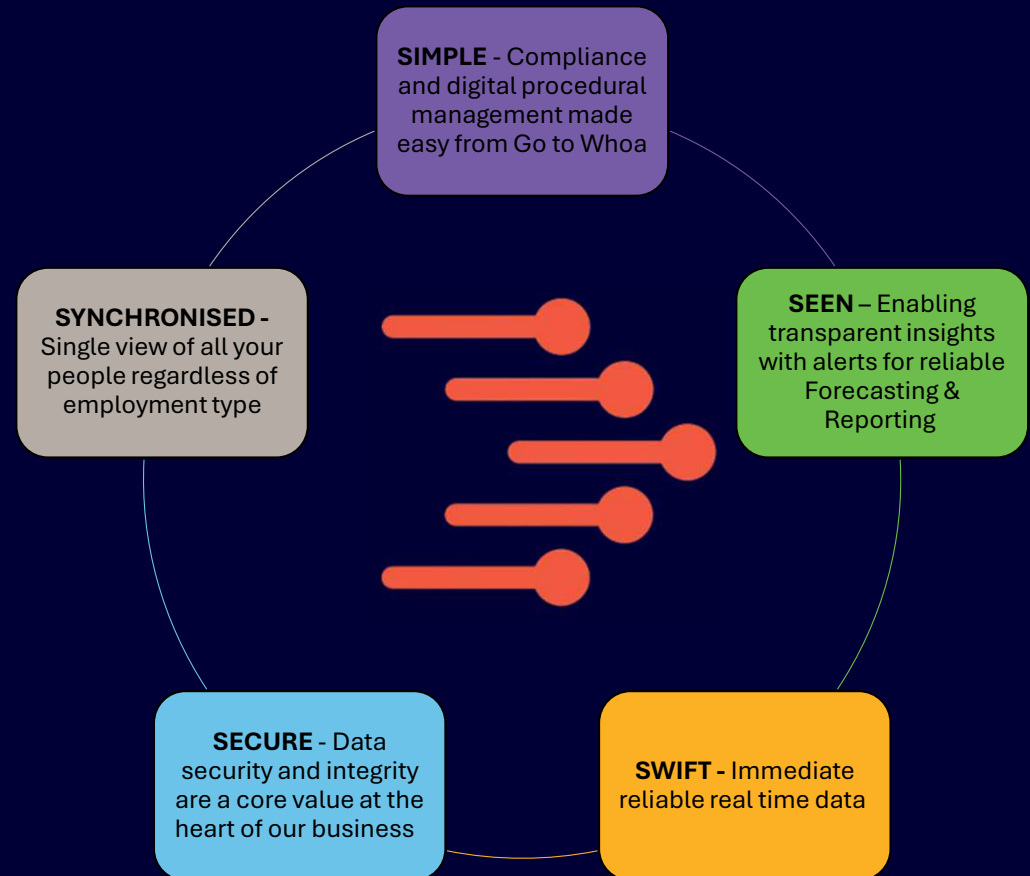 SIMPLE - Compliance
and digital procedural
management made
easy from Go to Whoa
SEEN – Enabling
transparent insights
with alerts for reliable
Forecasting &
Reporting
SWIFT - Immediate
reliable real time data
SECURE - Data
security and integrity
are a core value at the
heart of our business
SYNCHRONISED -
Single view of all your
people regardless of
employment type